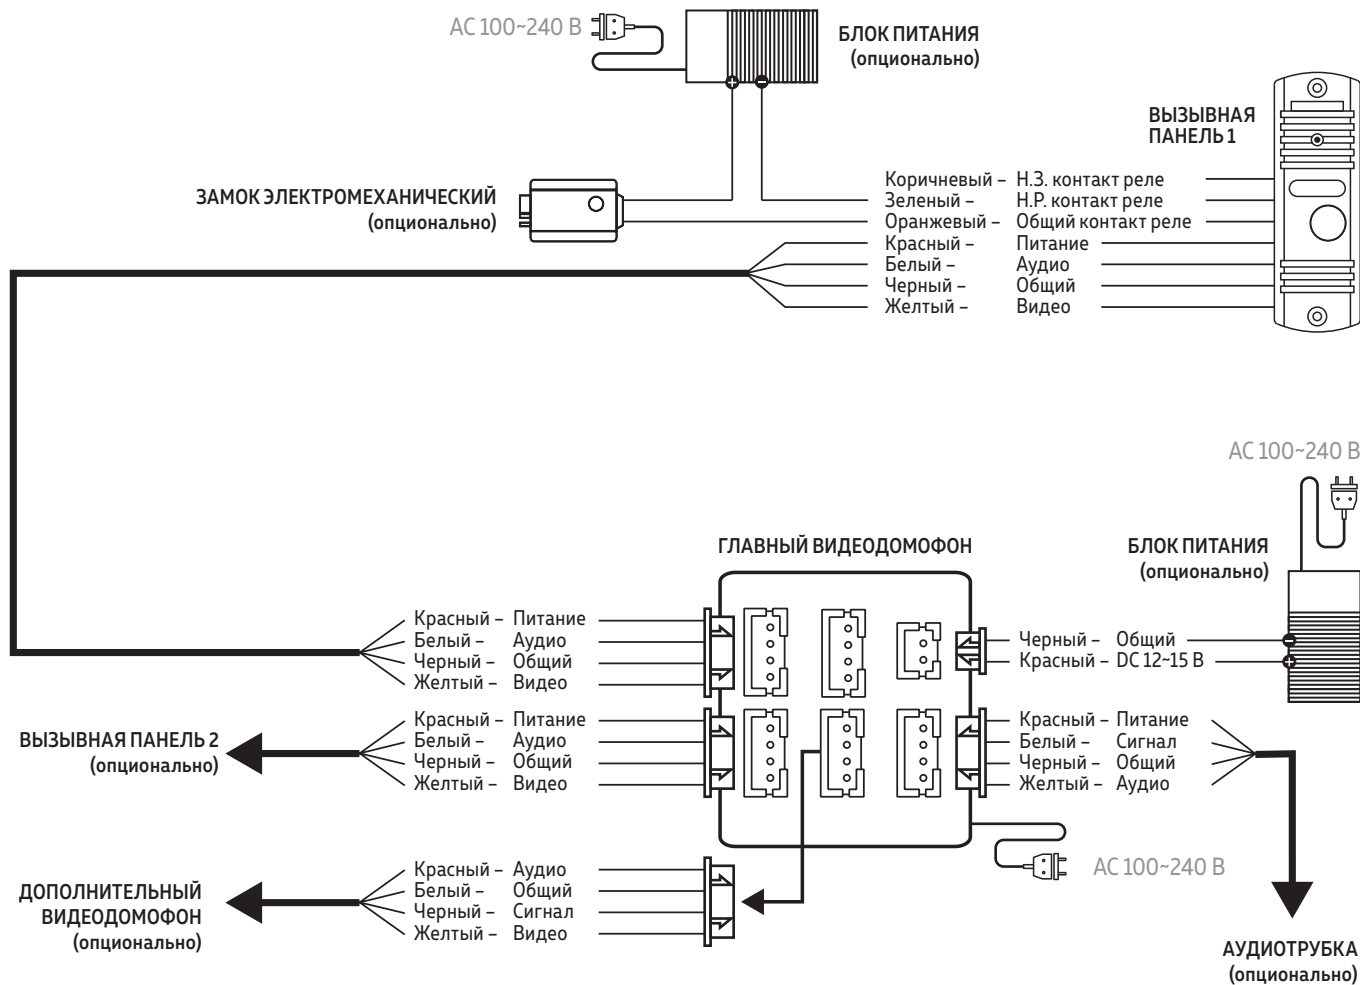 AC 100~240 В
БЛОК ПИТАНИЯ
(опционально)
ВЫЗЫВНАЯ
ПАНЕЛЬ 1
ЗАМОК ЭЛЕКТРОМЕХАНИЧЕСКИЙ
(опционально)
Коричневый – Н.З. контакт реле
Зеленый – Н.Р. контакт реле
Оранжевый – Общий контакт реле
Красный – Питание
Белый – Аудио
Черный – Общий
Желтый – Видео
AC 100~240 В
ГЛАВНЫЙ ВИДЕОДОМОФОН
БЛОК ПИТАНИЯ
(опционально)
Красный – Питание
Белый – Аудио
Черный – Общий
Желтый – Видео
Черный – Общий
Красный – DC 12~15 В
ВЫЗЫВНАЯ ПАНЕЛЬ 2
(опционально)
Красный – Питание
Белый – Аудио
Черный – Общий
Желтый – Видео
Красный – Питание
Белый – Сигнал
Черный – Общий
Желтый – Аудио
AC 100~240 В
ДОПОЛНИТЕЛЬНЫЙ
ВИДЕОДОМОФОН
(опционально)
Красный – Аудио
Белый – Общий
Черный – Сигнал
Желтый – Видео
АУДИОТРУБКА
(опционально)